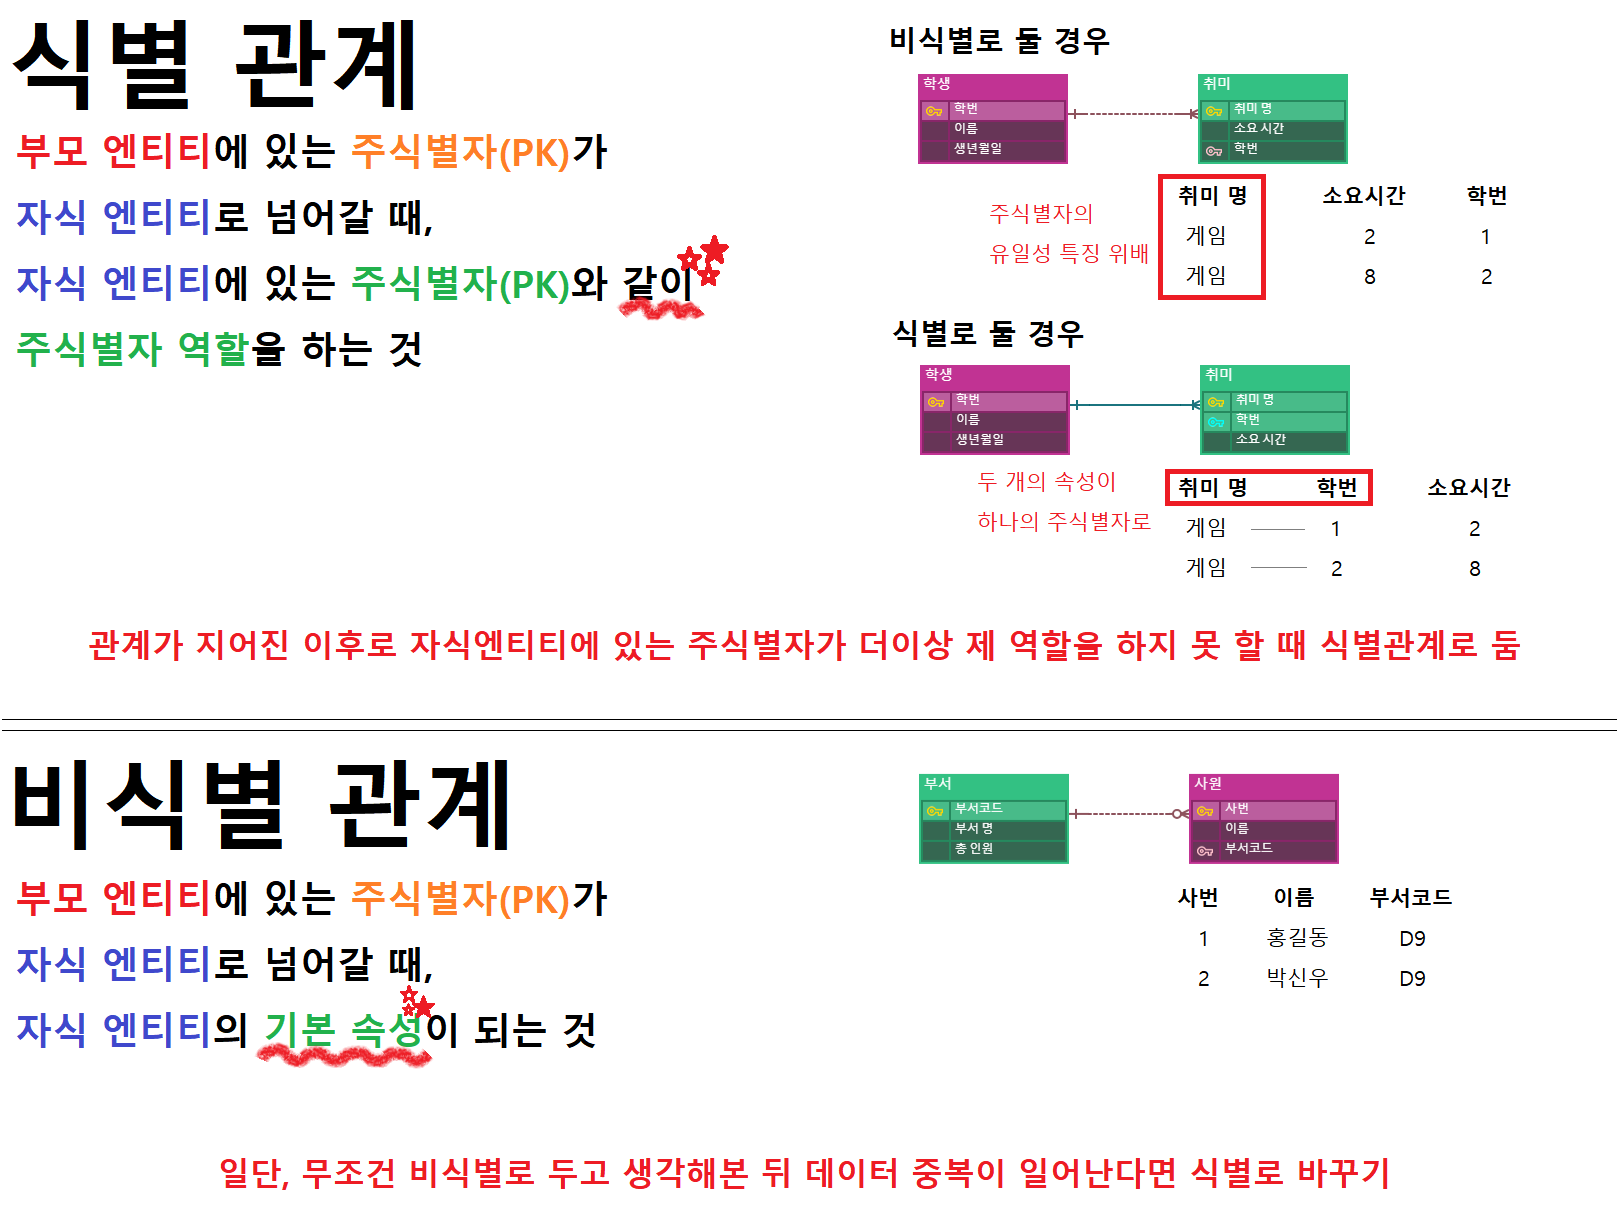 식별 관계
부모 엔티티에 있는 주식별자(PK)가
자식 엔티티로 넘어갈 때,
자식 엔티티에 있는 주식별자(PK)와 같이
주식별자 역할을 하는 것
비식별로 둘 경우
학생
학번
이름
생년월일
취미
취미 명
소요 시간
학번
주식별자의
유일성 특징 위배
취미 명 소요시간 학번
게임 2 1
게임 8 2
식별로 둘 경우
학생
학번
이름
생년월일
취미
취미 명
학번
소요 시간
두 개의 속성이
하나의 주식별자로
취미 명 학번 소요시간
게임 1 2
게임 2 8
관계가 지어진 이후로 자식엔티티에 있는 주식별자가 더이상 제 역할을 하지 못 할 때 식별관계로 둠
비식별 관계
부모 엔티티에 있는 주식별자(PK)가
자식 엔티티로 넘어갈 때,
자식 엔티티의 기본 속성이 되는 것
부서
부서코드
부서 명
총 인원
사원
사번
이름
부서코드
사번 이름 부서코드
1 홍길동 D9
2 박신우 D9
일단, 무조건 비식별로 두고 생각해본 뒤 데이터 중복이 일어난다면 식별로 바꾸기